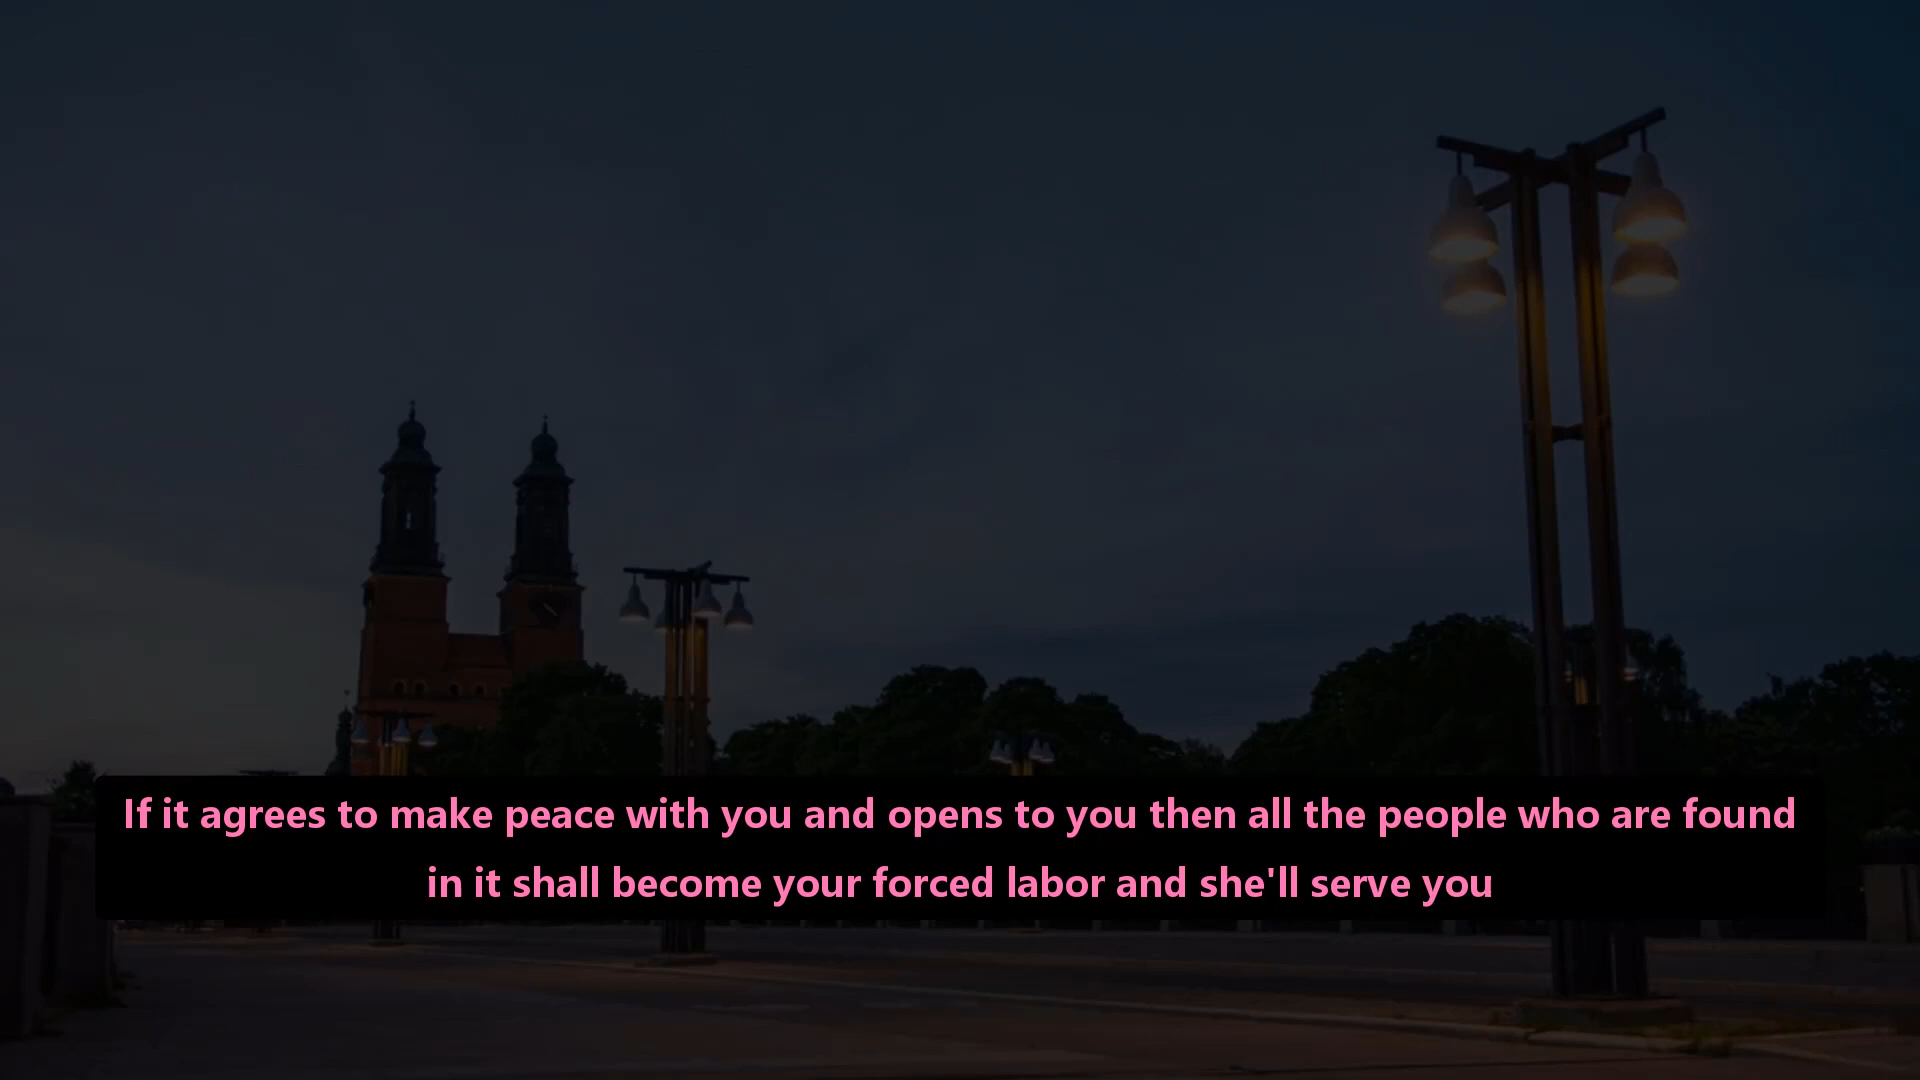 If it agrees to make peace with you and opens to you then all the people who are found
in it shall become your forced labor and she'll serve you